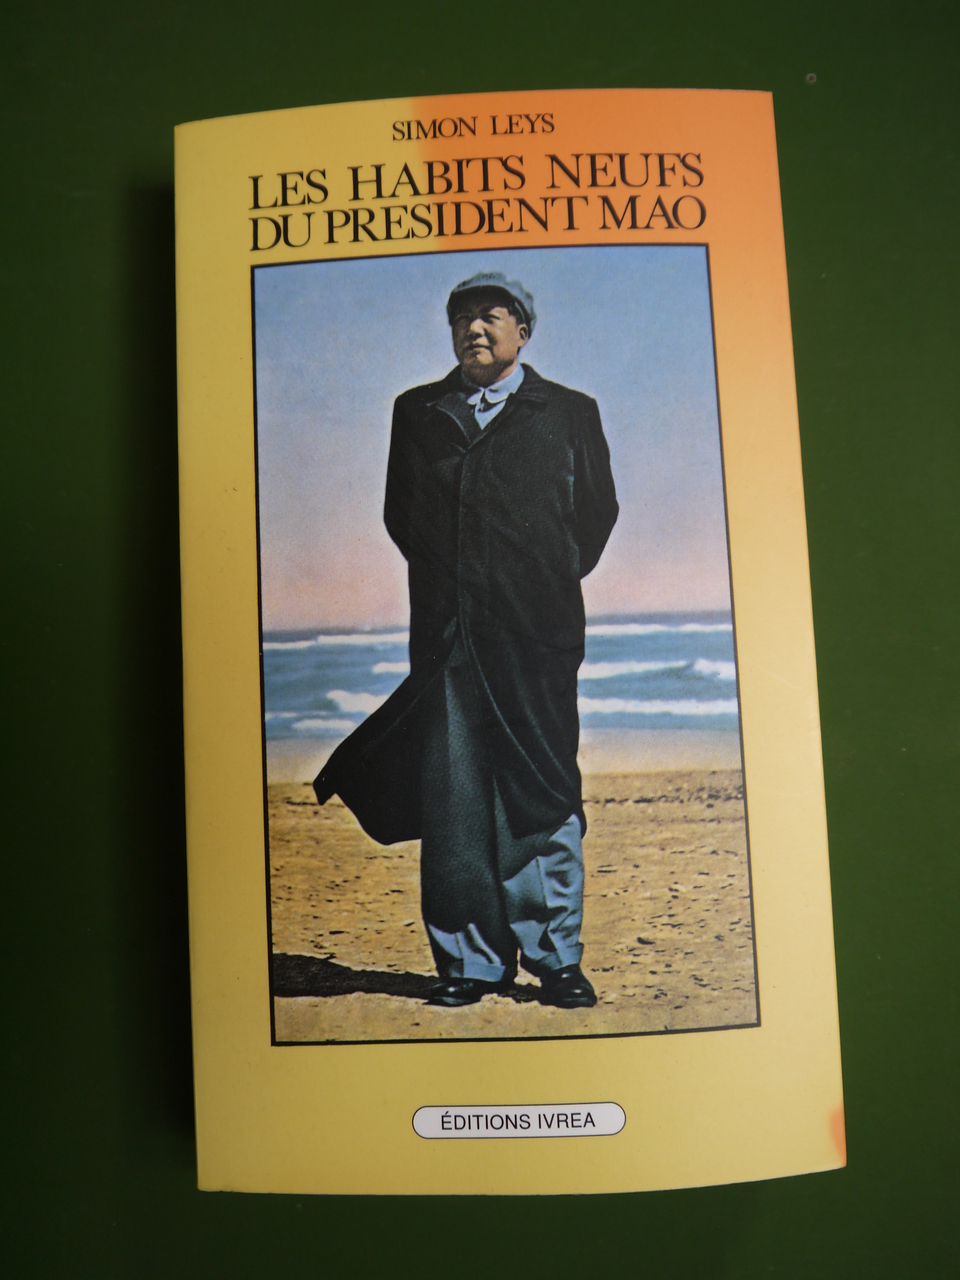 SIMON LEYS
LES HABITS NEUFS
DU PRESIDENT MAO
ÉDITIONS IVREA